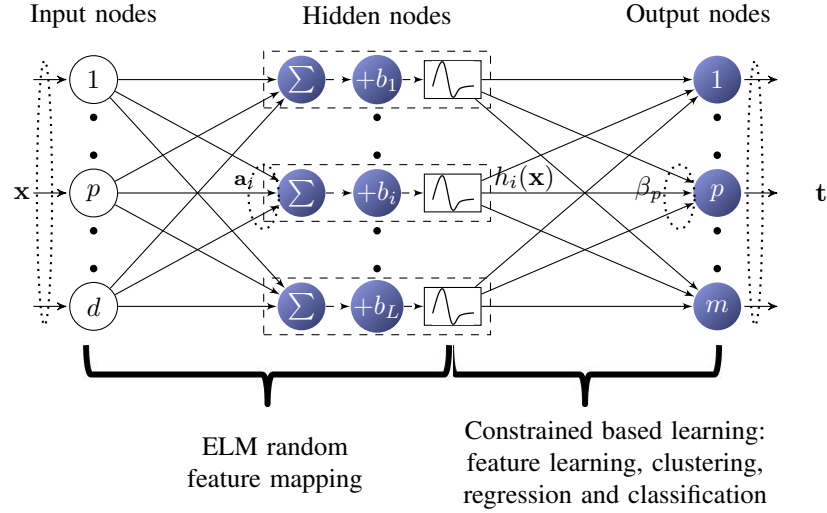 Input nodes Hidden nodes Output nodes
1 ∑ +b₁ 1
x p aᵢ ∑ +bᵢ hᵢ(x) βₚ p t
d ∑ +b_L m
ELM random
feature mapping
Constrained based learning:
feature learning, clustering,
regression and classification